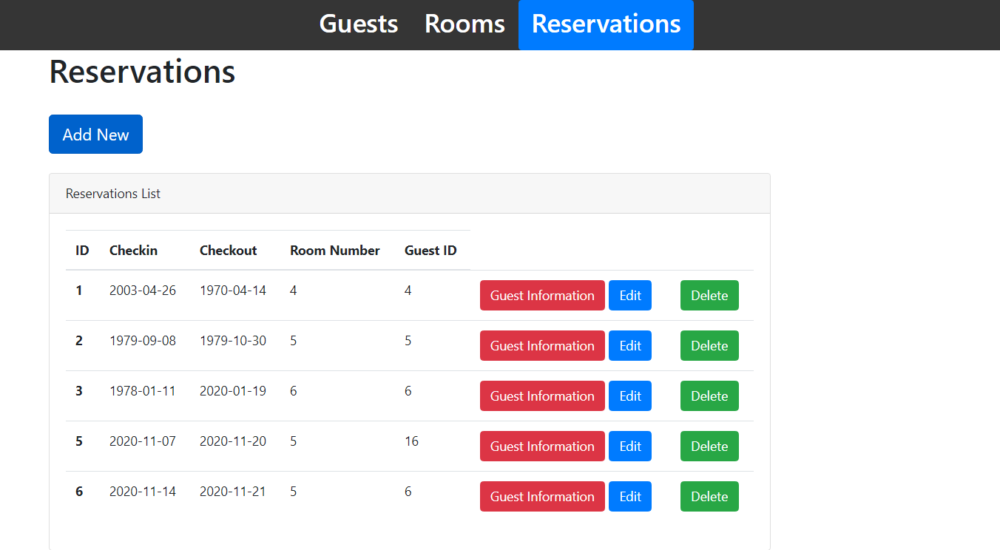 Guests Rooms Reservations
Reservations
Add New
Reservations List
ID Checkin Checkout Room Number Guest ID
1 2003-04-26 1970-04-14 4 4 Guest Information Edit Delete
2 1979-09-08 1979-10-30 5 5 Guest Information Edit Delete
3 1978-01-11 2020-01-19 6 6 Guest Information Edit Delete
5 2020-11-07 2020-11-20 5 16 Guest Information Edit Delete
6 2020-11-14 2020-11-21 5 6 Guest Information Edit Delete